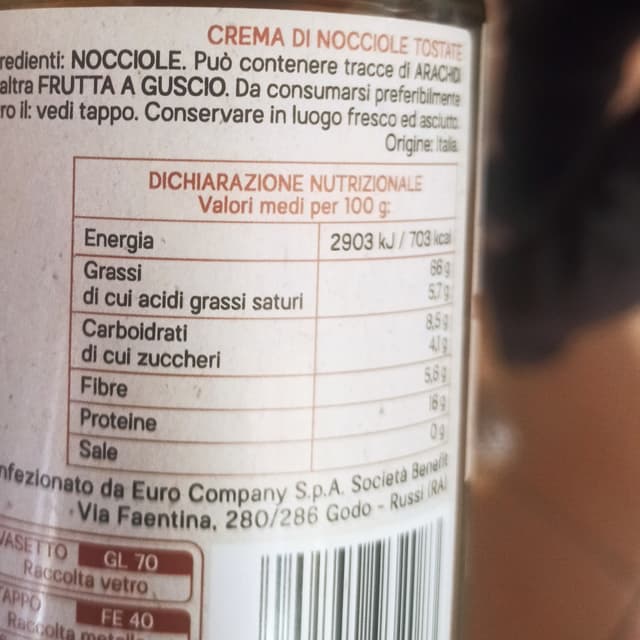 CREMA DI NOCCIOLE TOSTATE
redienti: NOCCIOLE. Può contenere tracce di ARACHIDI
altra FRUTTA A GUSCIO. Da consumarsi preferibilmente
ro il: vedi tappo. Conservare in luogo fresco ed asciutto.
Origine: Italia.
DICHIARAZIONE NUTRIZIONALE
Valori medi per 100 g:
Energia 2903 kJ / 703 kcal
Grassi 66 g
di cui acidi grassi saturi 5,7 g
Carboidrati 8,5 g
di cui zuccheri
Fibre 5,8 g
Proteine 16 g
Sale 0 g
nfezionato da Euro Company S.p.A. Società Benefit
Via Faentina, 280/286 Godo - Russi (RA)
VASETTO GL 70
Raccolta vetro
TAPPO FE 40
Raccolta metallo